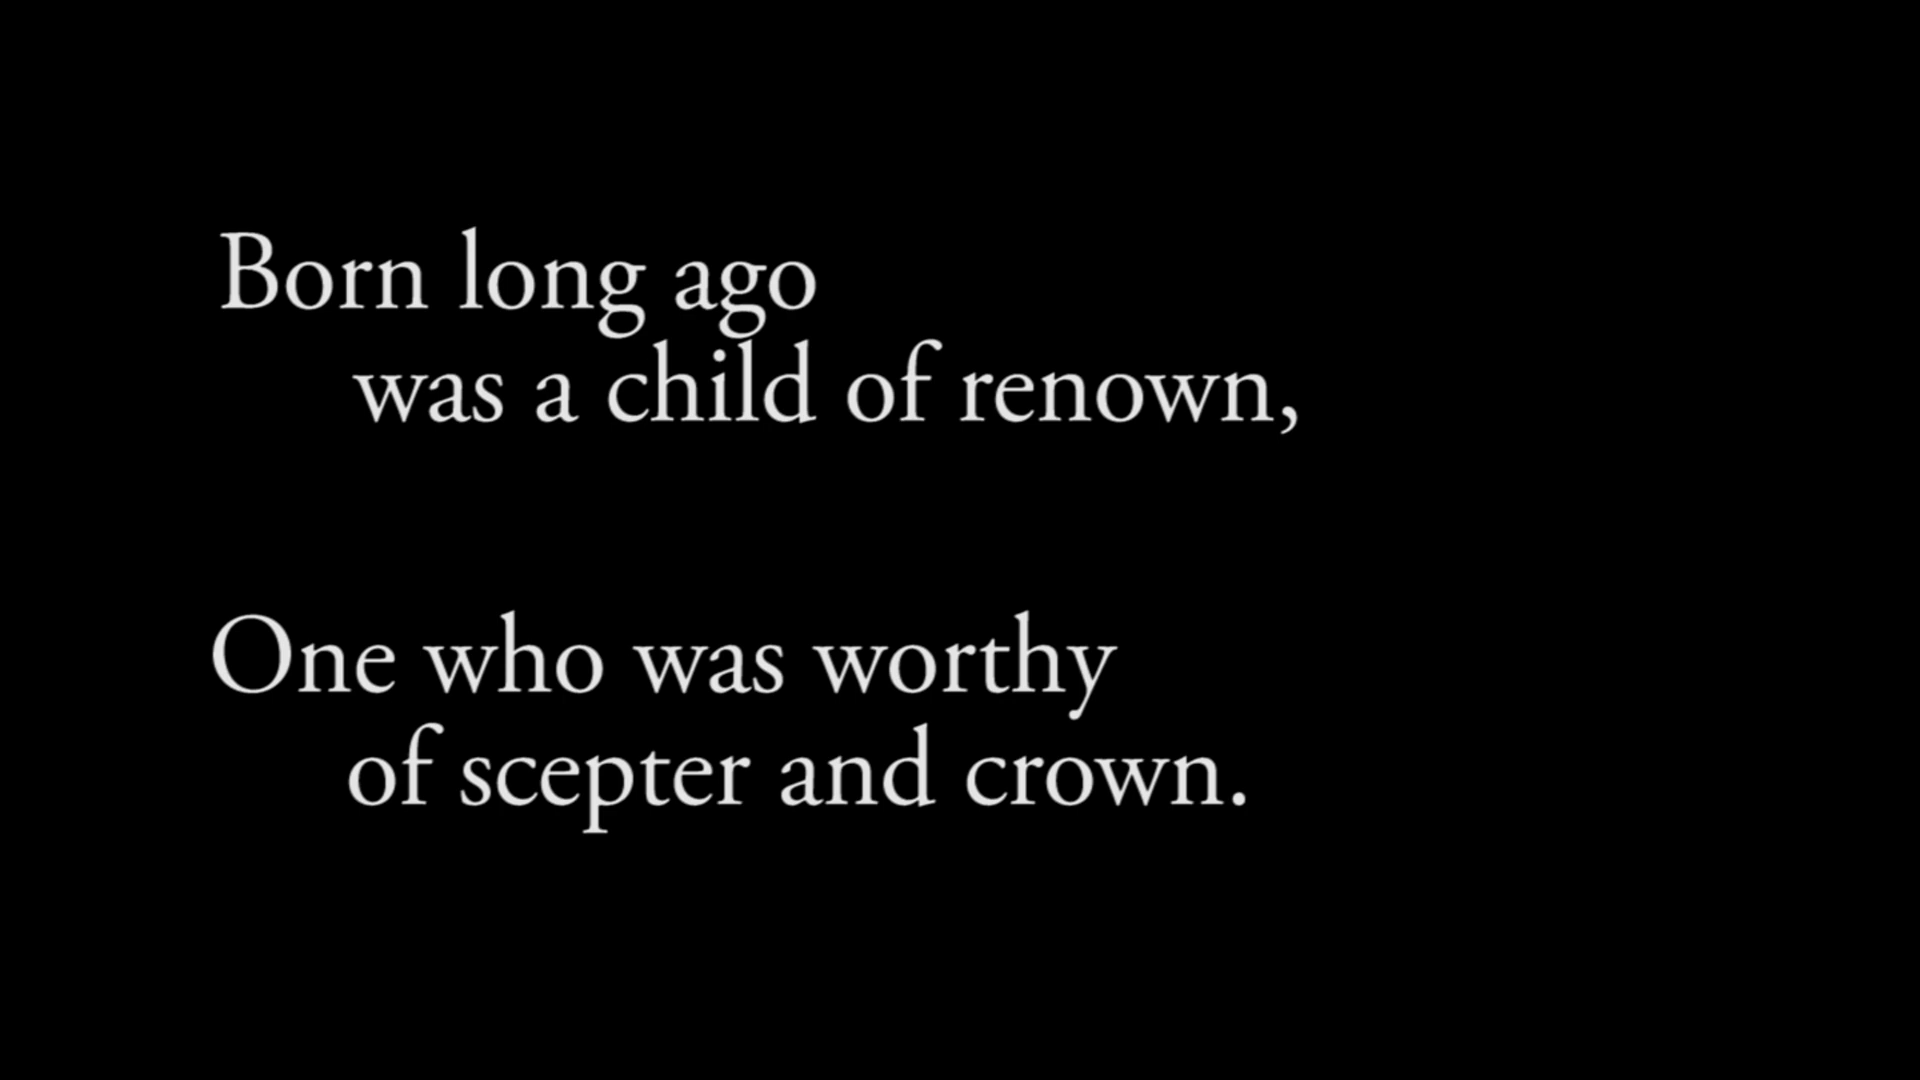 Born long ago
was a child of renown,
One who was worthy
of scepter and crown.